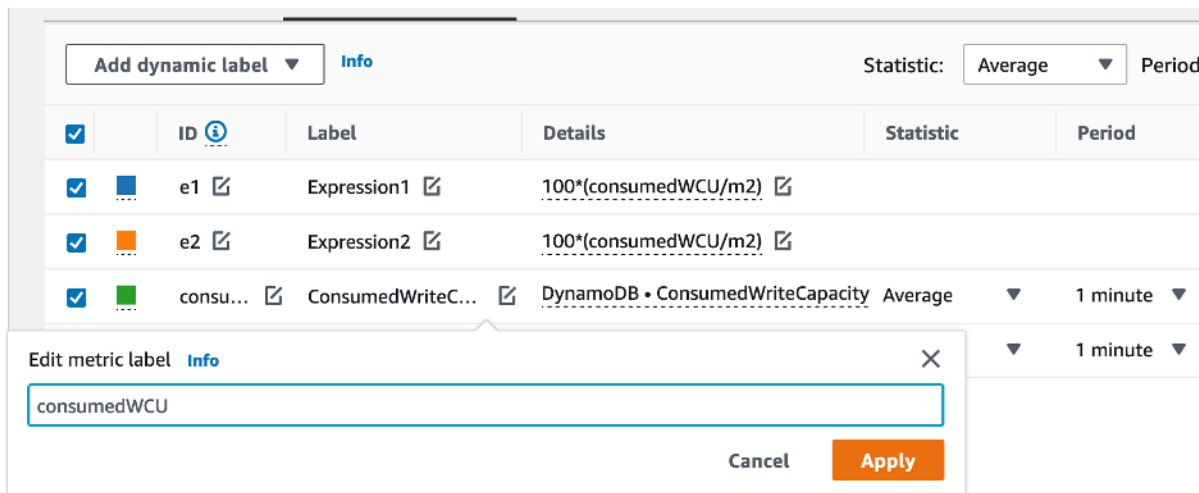 Add dynamic label ▼ Info Statistic: Average ▼ Period
ID Label Details Statistic Period
e1 Expression1 100*(consumedWCU/m2)
e2 Expression2 100*(consumedWCU/m2)
consu... ConsumedWriteC... DynamoDB • ConsumedWriteCapacity Average ▼ 1 minute ▼
▼ 1 minute ▼
Edit metric label Info
consumedWCU
Cancel Apply